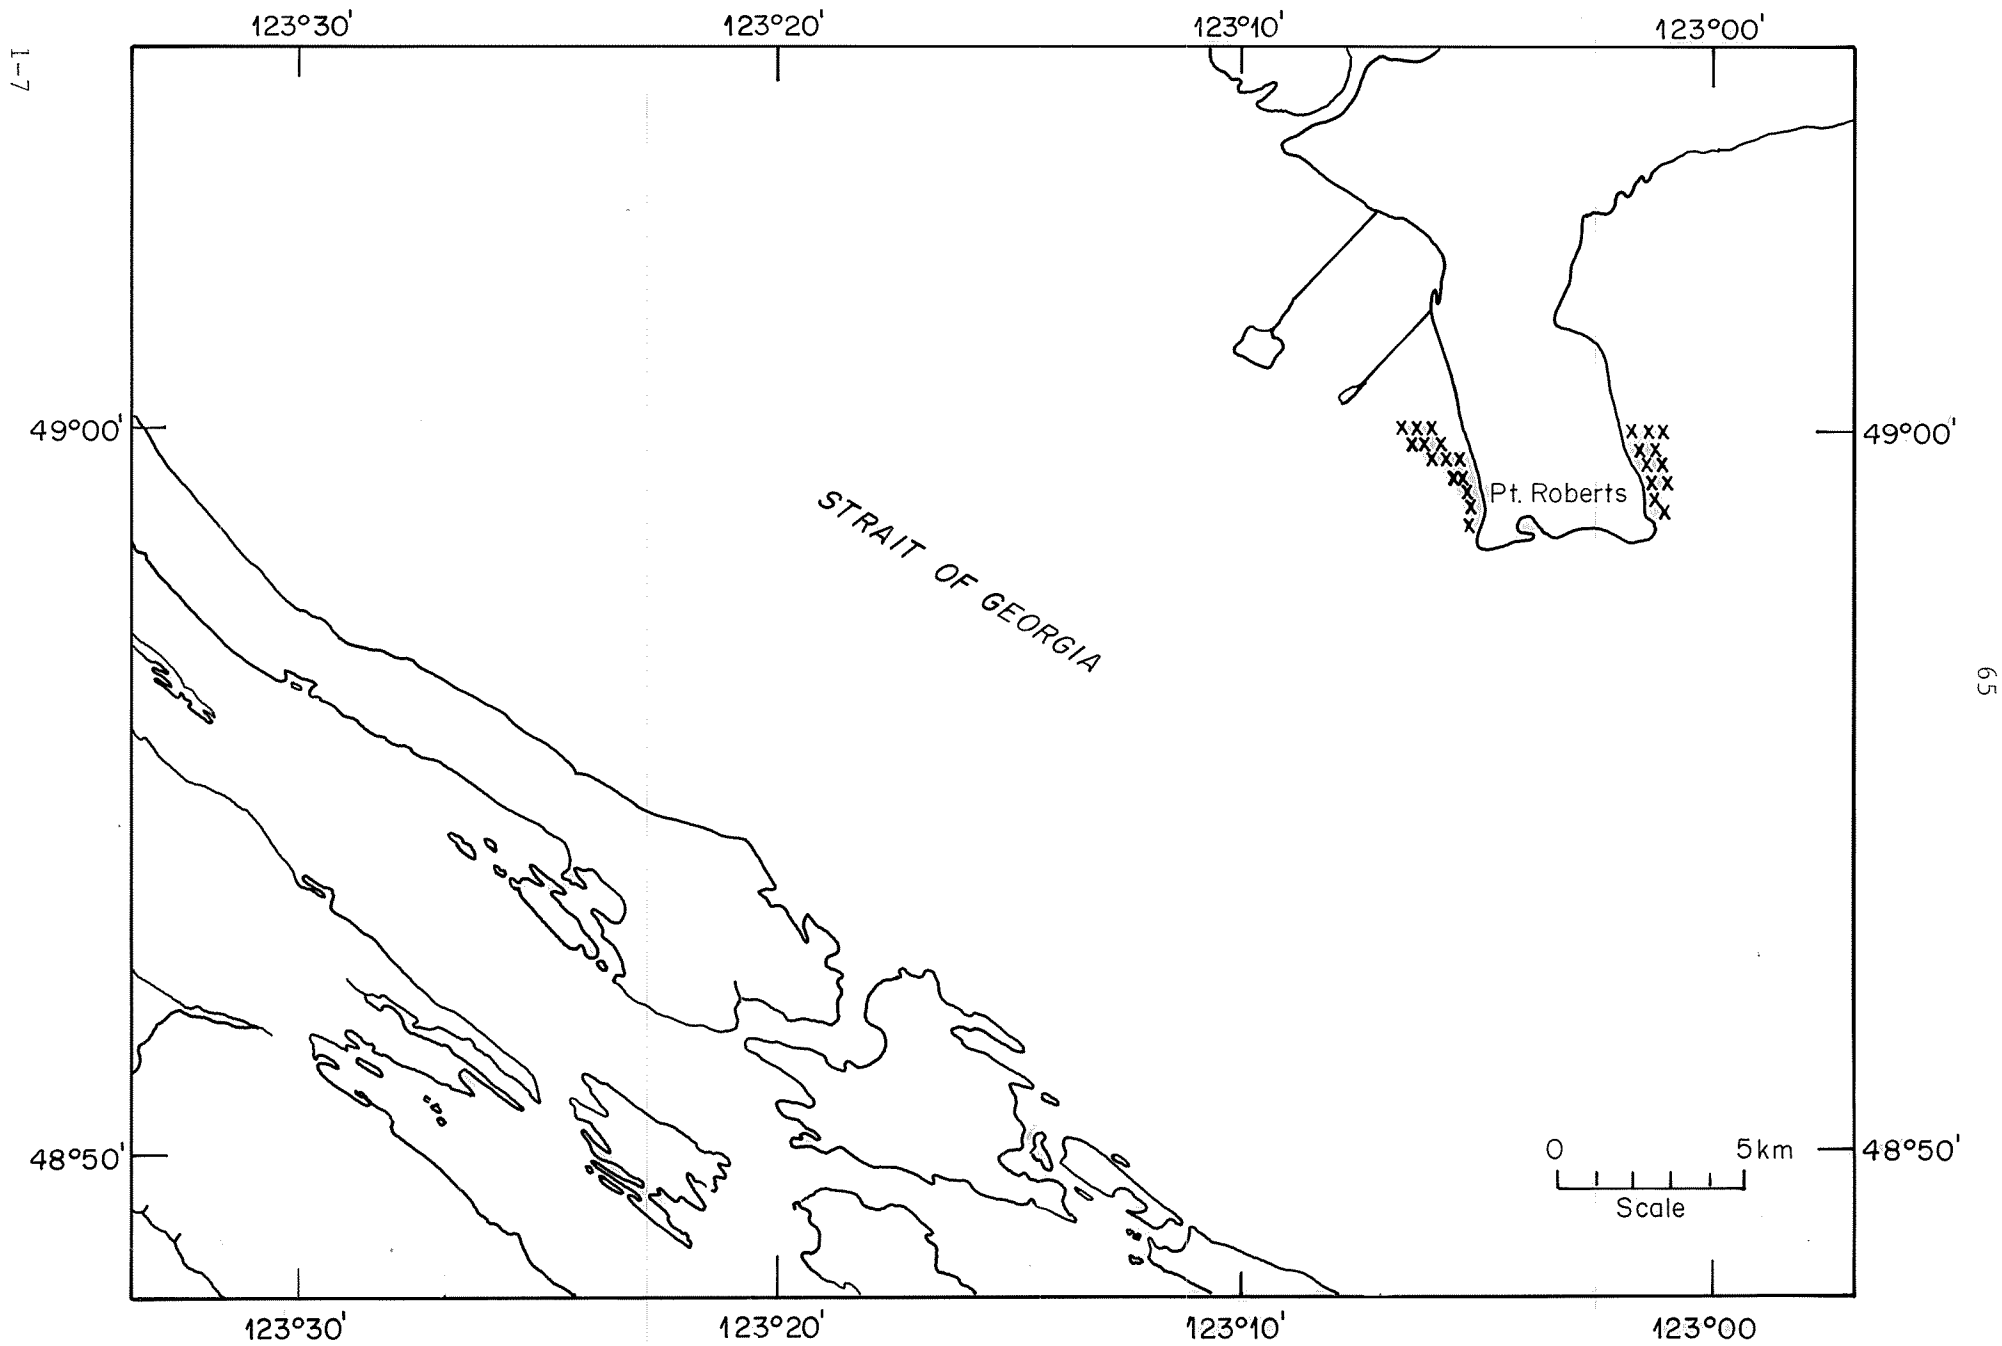 123°30' 123°20' 123°10' 123°00'
1-7
49°00' 49°00'
x x x
x x x
x x x
x x
x
x
x
x x x
x x
x x
x x
x
x
Pt. Roberts
STRAIT OF GEORGIA
65
48°50' 48°50'
0 5km
Scale
123°30' 123°20' 123°10' 123°00